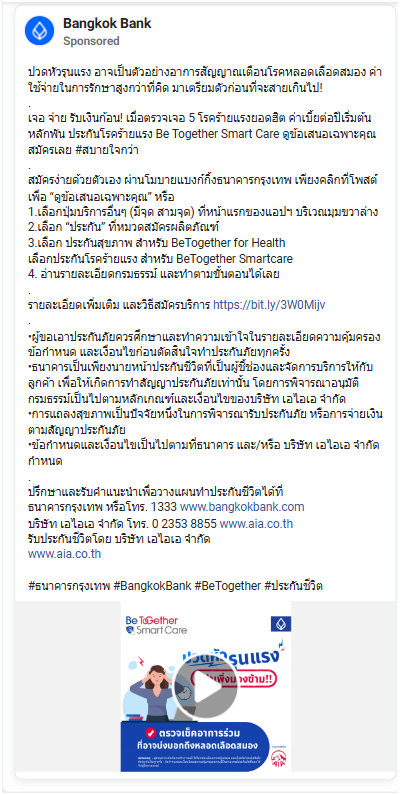 Bangkok Bank
Sponsored
ปวดหัวรุนแรง อาจเป็นตัวอย่างอาการสัญญาณเตือนโรคหลอดเลือดสมอง ค่า
ใช้จ่ายในการรักษาสูงกว่าที่คิด มาเตรียมตัวก่อนที่จะสายเกินไป!
.
เจอ จ่าย รับเงินก้อน! เมื่อตรวจเจอ 5 โรคร้ายแรงยอดฮิต ค่าเบี้ยต่อปีเริ่มต้น
หลักพัน ประกันโรคร้ายแรง Be Together Smart Care ดูข้อเสนอเฉพาะคุณ
สมัครเลย #สบายใจกว่า
.
สมัครง่ายด้วยตัวเอง ผ่านโมบายแบงก์กิ้งธนาคารกรุงเทพ เพียงคลิกที่โพสต์
เพื่อ “ดูข้อเสนอเฉพาะคุณ” หรือ
1.เลือกปุ่มบริการอื่นๆ (มีจุด สามจุด) ที่หน้าแรกของแอปฯ บริเวณมุมขวาล่าง
2.เลือก “ประกัน” ที่หมวดสมัครผลิตภัณฑ์
3.เลือก ประกันสุขภาพ สำหรับ BeTogether for Health
เลือกประกันโรคร้ายแรง สำหรับ BeTogether Smartcare
4. อ่านรายละเอียดกรมธรรม์ และทำตามขั้นตอนได้เลย
.
รายละเอียดเพิ่มเติม และวิธีสมัครบริการ https://bit.ly/3W0Mijv
.
•ผู้ขอเอาประกันภัยควรศึกษาและทำความเข้าใจในรายละเอียดความคุ้มครอง
ข้อกำหนด และเงื่อนไขก่อนตัดสินใจทำประกันภัยทุกครั้ง
•ธนาคารเป็นเพียงนายหน้าประกันชีวิตที่เป็นผู้ชี้ช่องและจัดการบริการให้กับ
ลูกค้า เพื่อให้เกิดการทำสัญญาประกันภัยเท่านั้น โดยการพิจารณาอนุมัติ
กรมธรรม์เป็นไปตามหลักเกณฑ์และเงื่อนไขของบริษัท เอไอเอ จำกัด
•การแถลงสุขภาพเป็นปัจจัยหนึ่งในการพิจารณารับประกันภัย หรือการจ่ายเงิน
ตามสัญญาประกันภัย
•ข้อกำหนดและเงื่อนไขเป็นไปตามที่ธนาคาร และ/หรือ บริษัท เอไอเอ จำกัด
กำหนด
.
ปรึกษาและรับคำแนะนำเพื่อวางแผนทำประกันชีวิตได้ที่
ธนาคารกรุงเทพ หรือโทร. 1333 www.bangkokbank.com
บริษัท เอไอเอ จำกัด โทร. 0 2353 8855 www.aia.co.th
รับประกันชีวิตโดย บริษัท เอไอเอ จำกัด
www.aia.co.th
#ธนาคารกรุงเทพ #BangkokBank #BeTogether #ประกันชีวิต
Be ToGether
Smart Care
ปวดหัวรุนแรง
ตรวจเช็คอาการร่วม
ที่อาจบ่งบอกถึงหลอดเลือดสมอง
AIA